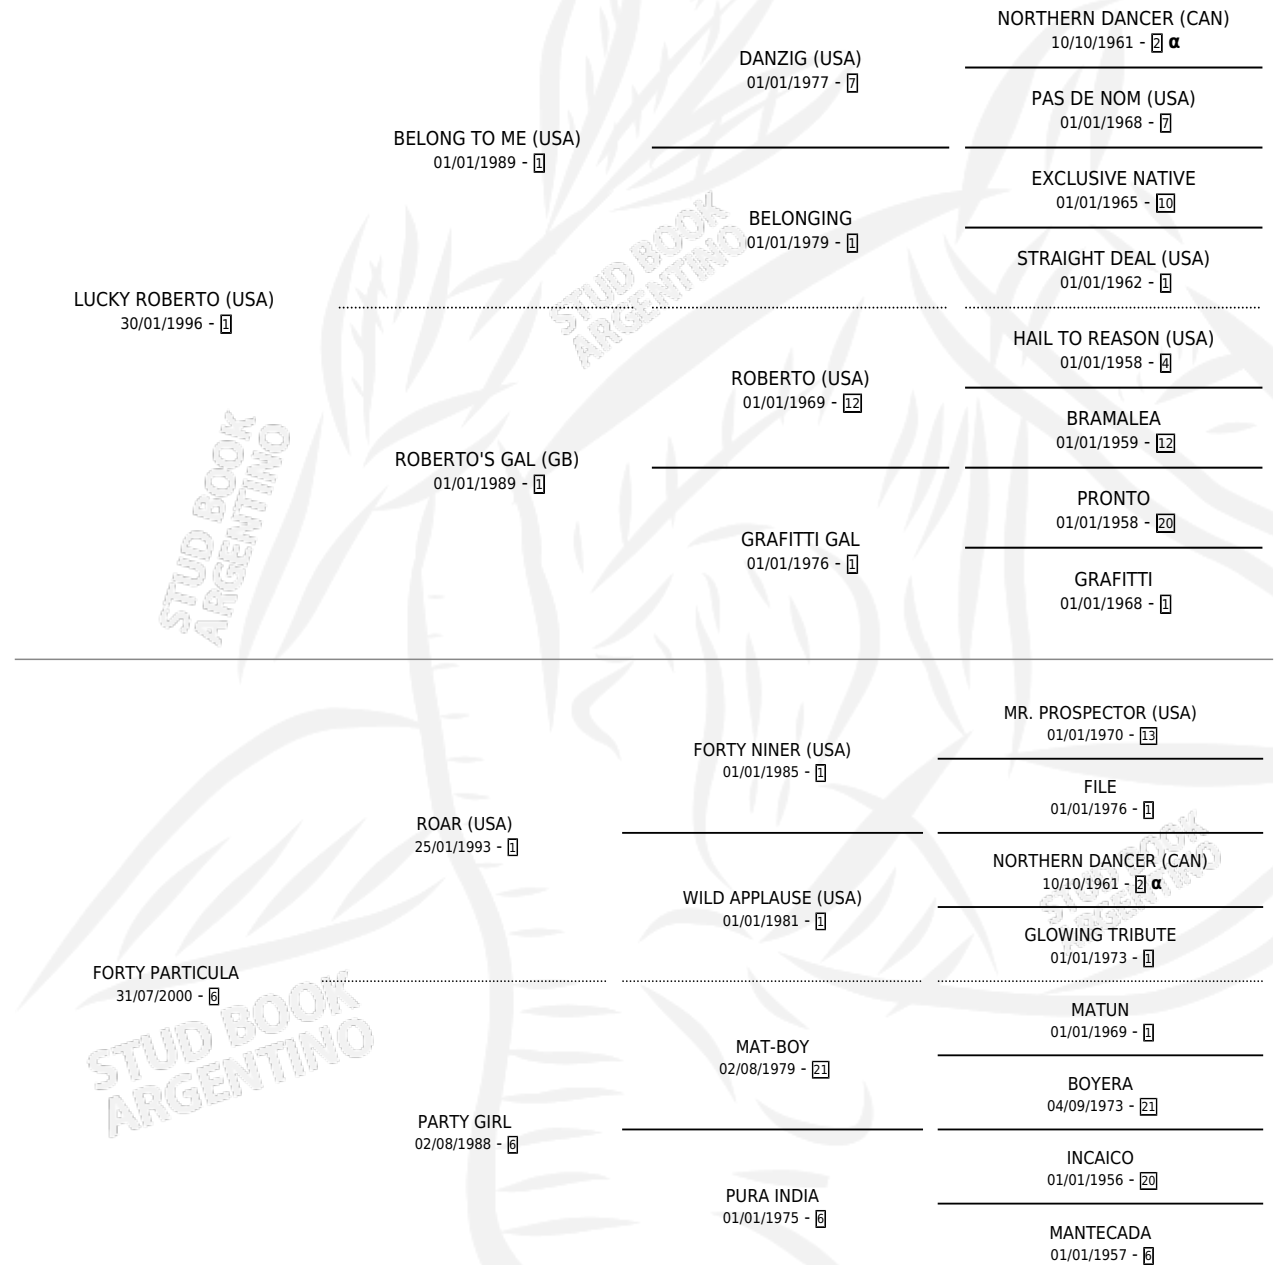 NORTHERN DANCER (CAN)
10/10/1961 - 2 α
DANZIG (USA)
01/01/1977 - 7
PAS DE NOM (USA)
01/01/1968 - 7
BELONG TO ME (USA)
01/01/1989 - 1
EXCLUSIVE NATIVE
01/01/1965 - 10
BELONGING
01/01/1979 - 1
STRAIGHT DEAL (USA)
01/01/1962 - 1
LUCKY ROBERTO (USA)
30/01/1996 - 1
HAIL TO REASON (USA)
01/01/1958 - 4
ROBERTO (USA)
01/01/1969 - 12
BRAMALEA
01/01/1959 - 12
ROBERTO'S GAL (GB)
01/01/1989 - 1
PRONTO
01/01/1958 - 20
GRAFITTI GAL
01/01/1976 - 1
GRAFITTI
01/01/1968 - 1
MR. PROSPECTOR (USA)
01/01/1970 - 13
FORTY NINER (USA)
01/01/1985 - 1
FILE
01/01/1976 - 1
ROAR (USA)
25/01/1993 - 1
NORTHERN DANCER (CAN)
10/10/1961 - 2 α
WILD APPLAUSE (USA)
01/01/1981 - 1
GLOWING TRIBUTE
01/01/1973 - 1
FORTY PARTICULA
31/07/2000 - 6
MATUN
01/01/1969 - 1
MAT-BOY
02/08/1979 - 21
BOYERA
04/09/1973 - 21
PARTY GIRL
02/08/1988 - 6
INCAICO
01/01/1956 - 20
PURA INDIA
01/01/1975 - 6
MANTECADA
01/01/1957 - 6
STUD BOOK
ARGENTINO
STUD BOOK
ARGENTINO
STUD BOOK
ARGENTINO
STUD BOOK
ARGENTINO